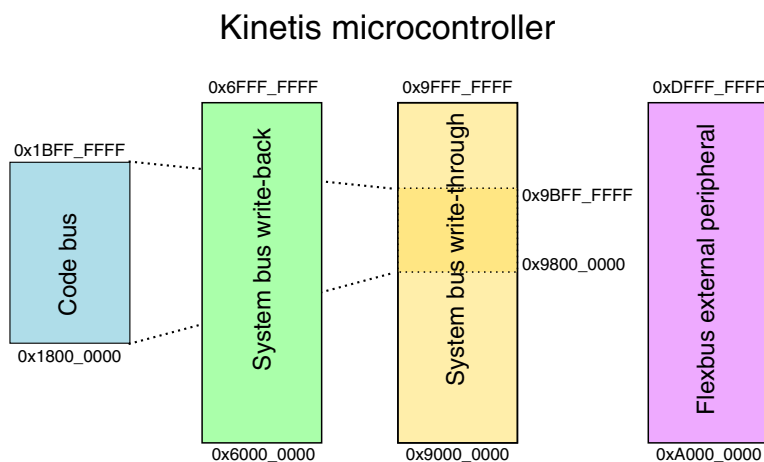 Kinetis microcontroller
0x6FFF_FFFF
0x9FFF_FFFF
0xDFFF_FFFF
0x1BFF_FFFF
0x9BFF_FFFF
Code bus
System bus write-back
System bus write-through
Flexbus external peripheral
0x9800_0000
0x1800_0000
0x6000_0000
0x9000_0000
0xA000_0000